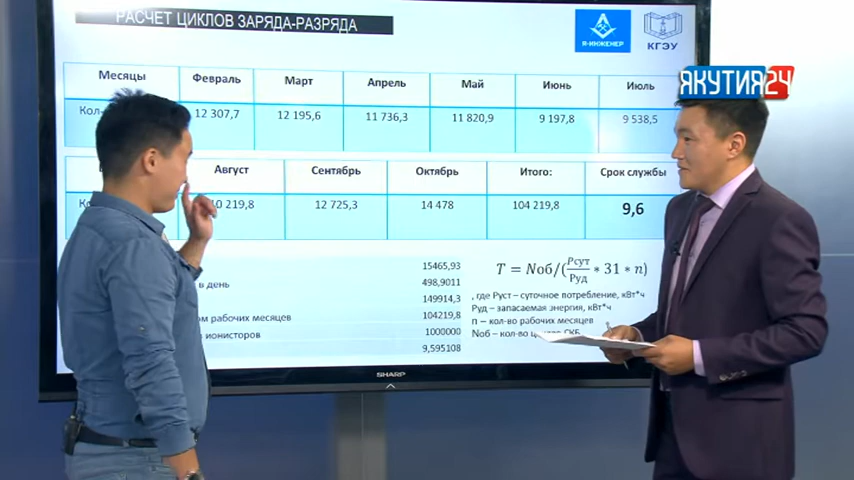 РАСЧЕТ ЦИКЛОВ ЗАРЯДА-РАЗРЯДА
Я-ИНЖЕНЕР
КГЭУ
ЯКУТИЯ24
Месяцы Февраль Март Апрель Май Июнь Июль
12 307,7 12 195,6 11 736,3 11 820,9 9 197,8 9 538,5
Август Сентябрь Октябрь Итого: Срок службы
10 219,8 12 725,3 14 478 104 219,8 9,6
15465,93
в день 498,9011
149914,3
ом рабочих месяцев 104219,8
ионисторов 1000000
9,595108
T = Nоб/(Pсут/Pуд * 31 * n)
, где Руст – суточное потребление, кВт*ч
Руд – запасаемая энергия, кВт*ч
n – кол-во рабочих месяцев
Nоб – кол-во СКБ
SHARP